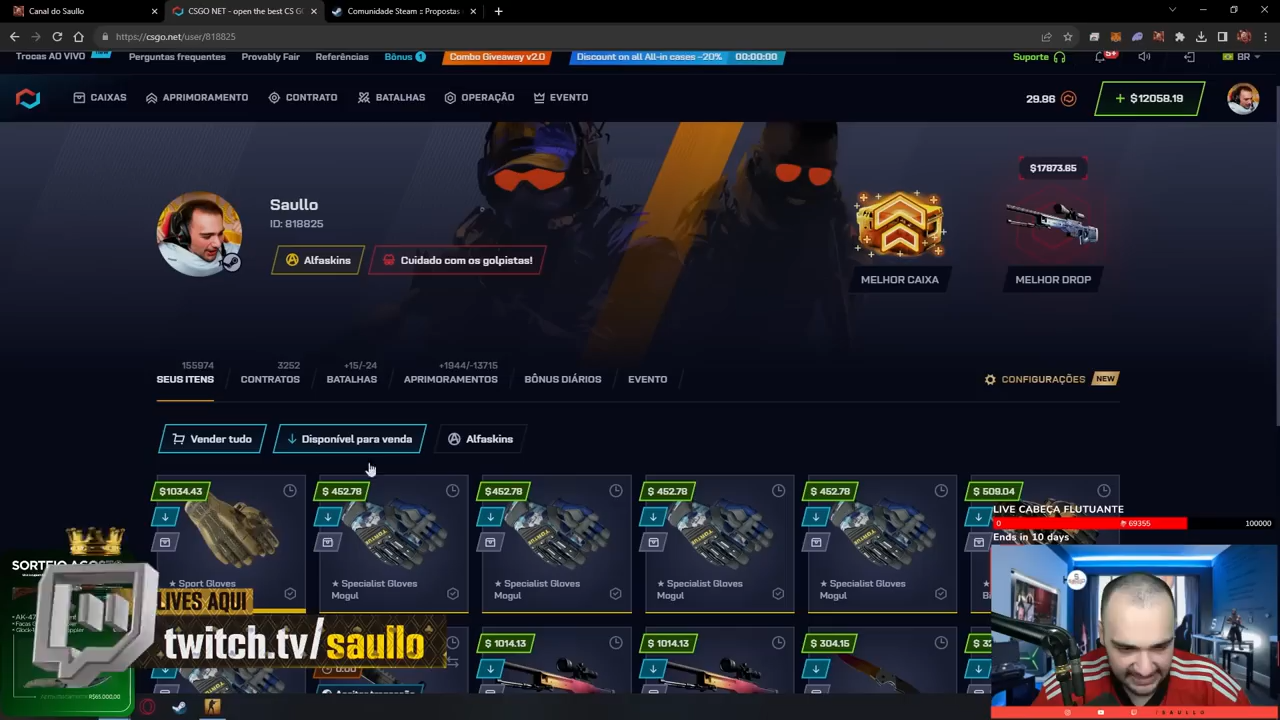 Canal do Saullo
CSGO NET - open the best CS GO
Comunidade Steam :: Propostas
https://csgo.net/user/818825
Trocas AO VIVO
Perguntas frequentes
Provably Fair
Referências
Bônus 1
Combo Giveaway v2.0
Discount on all All-in cases -20% 00:00:00
Suporte
5+
BR
CAIXAS
APRIMORAMENTO
CONTRATO
BATALHAS
OPERAÇÃO
EVENTO
29.86
+ $12058.19
$17873.65
Saullo
ID: 818825
Alfaskins
Cuidado com os golpistas!
MELHOR CAIXA
MELHOR DROP
155974
3252
+15/-24
+1944/-13715
SEUS ITENS
CONTRATOS
BATALHAS
APRIMORAMENTOS
BÔNUS DIÁRIOS
EVENTO
CONFIGURAÇÕES NEW
Vender tudo
Disponível para venda
Alfaskins
$1034.43
$ 452.78
$452.78
$ 452.78
$ 452.78
$ 509.04
LIVE CABEÇA FLUTUANTE
0 69355 100000
Ends in 10 days
★ Sport Gloves
★ Specialist Gloves
Mogul
★ Specialist Gloves
Mogul
★ Specialist Gloves
Mogul
★ Specialist Gloves
Mogul
LIVES AQUI
twitch.tv/saullo
$ 1014.13
$ 1014.13
$ 304.15
0:00
SAULLO